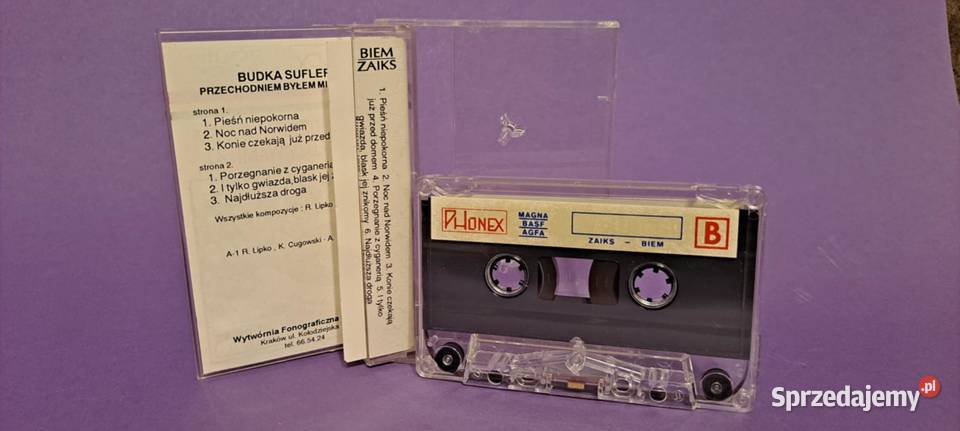 BUDKA SUFLER
PRZECHODNIEM BYŁEM
strona 1.
1. Pieśń niepokorna
2. Noc nad Norwidem
3. Konie czekają już przed
strona 2.
1. Porzegnanie z cyganerią
2. I tylko gwiazda,blask jej
3. Najdłuższa droga
Wszystkie kompozycje : R. Lipko
A-1 R. Lipko , K. Cugowski - A.
Wytwórnia Fonograficzna
Kraków ul. Kołodziejska
tel. 66.54.24
BIEM
ZAIKS
1. Pieśń niepokorna 2. Noc nad Norwidem 3. Konie czekają
już przed domem 4. Porzegnanie z cyganerią 5. I tylko
gwiazda, blask jej znikomy 6. Najdłuższa droga
PHONEX
MAGNA
BASF
AGFA
ZAIKS - BIEM
B
Sprzedajemy.pl